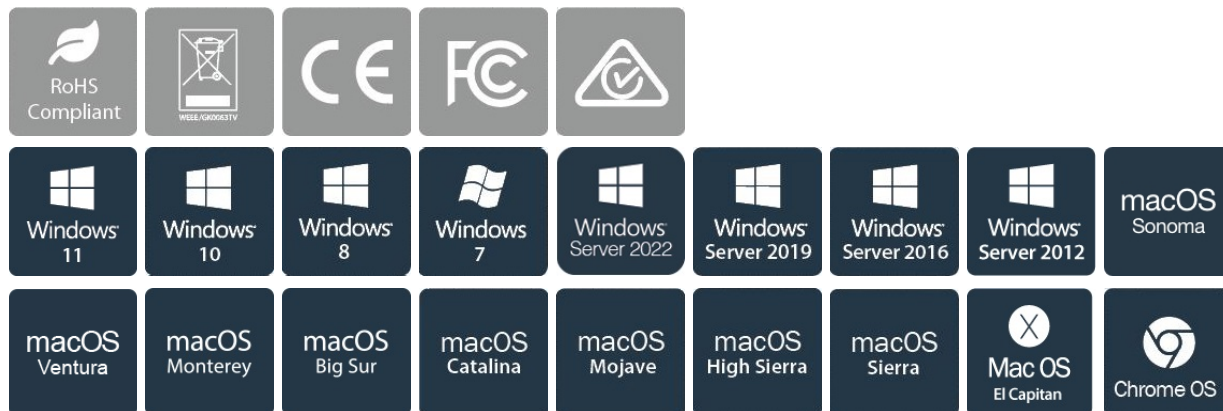 RoHS
Compliant
WEEE/GK0063TV
CE
FC
Windows
11
Windows
10
Windows
8
Windows
7
Windows
Server 2022
Windows
Server 2019
Windows
Server 2016
Windows
Server 2012
macOS
Sonoma
macOS
Ventura
macOS
Monterey
macOS
Big Sur
macOS
Catalina
macOS
Mojave
macOS
High Sierra
macOS
Sierra
X
Mac OS
El Capitan
Chrome OS